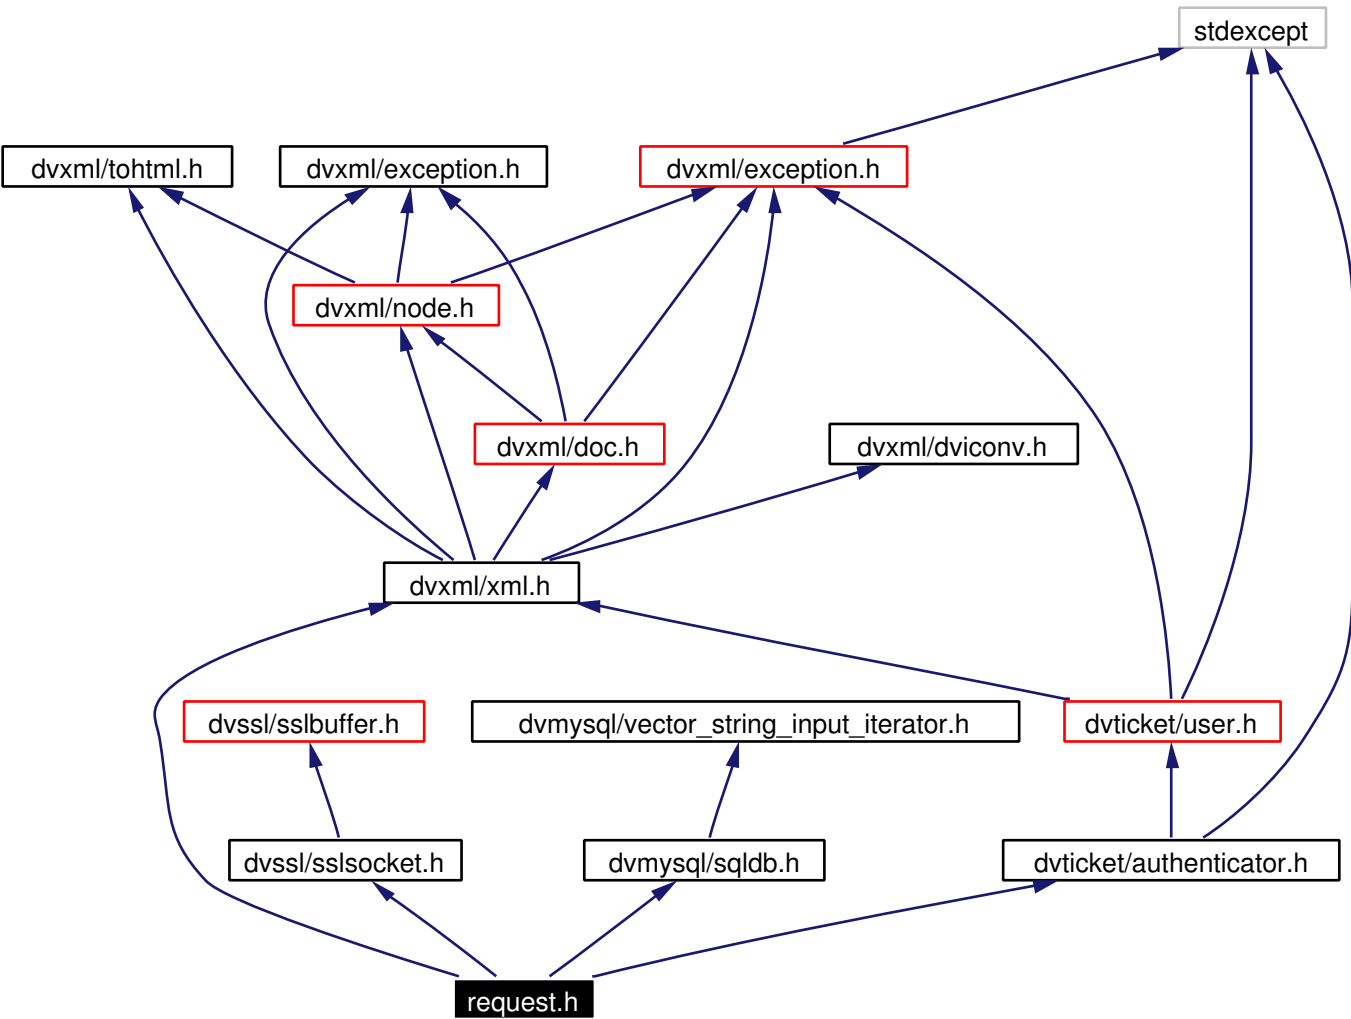 stdexcept
dvxml/tohtml.h
dvxml/exception.h
dvxml/exception.h
dvxml/node.h
dvxml/doc.h
dvxml/dviconv.h
dvxml/xml.h
dvssl/sslbuffer.h
dvmysql/vector_string_input_iterator.h
dvticket/user.h
dvssl/sslsocket.h
dvmysql/sqldb.h
dvticket/authenticator.h
request.h